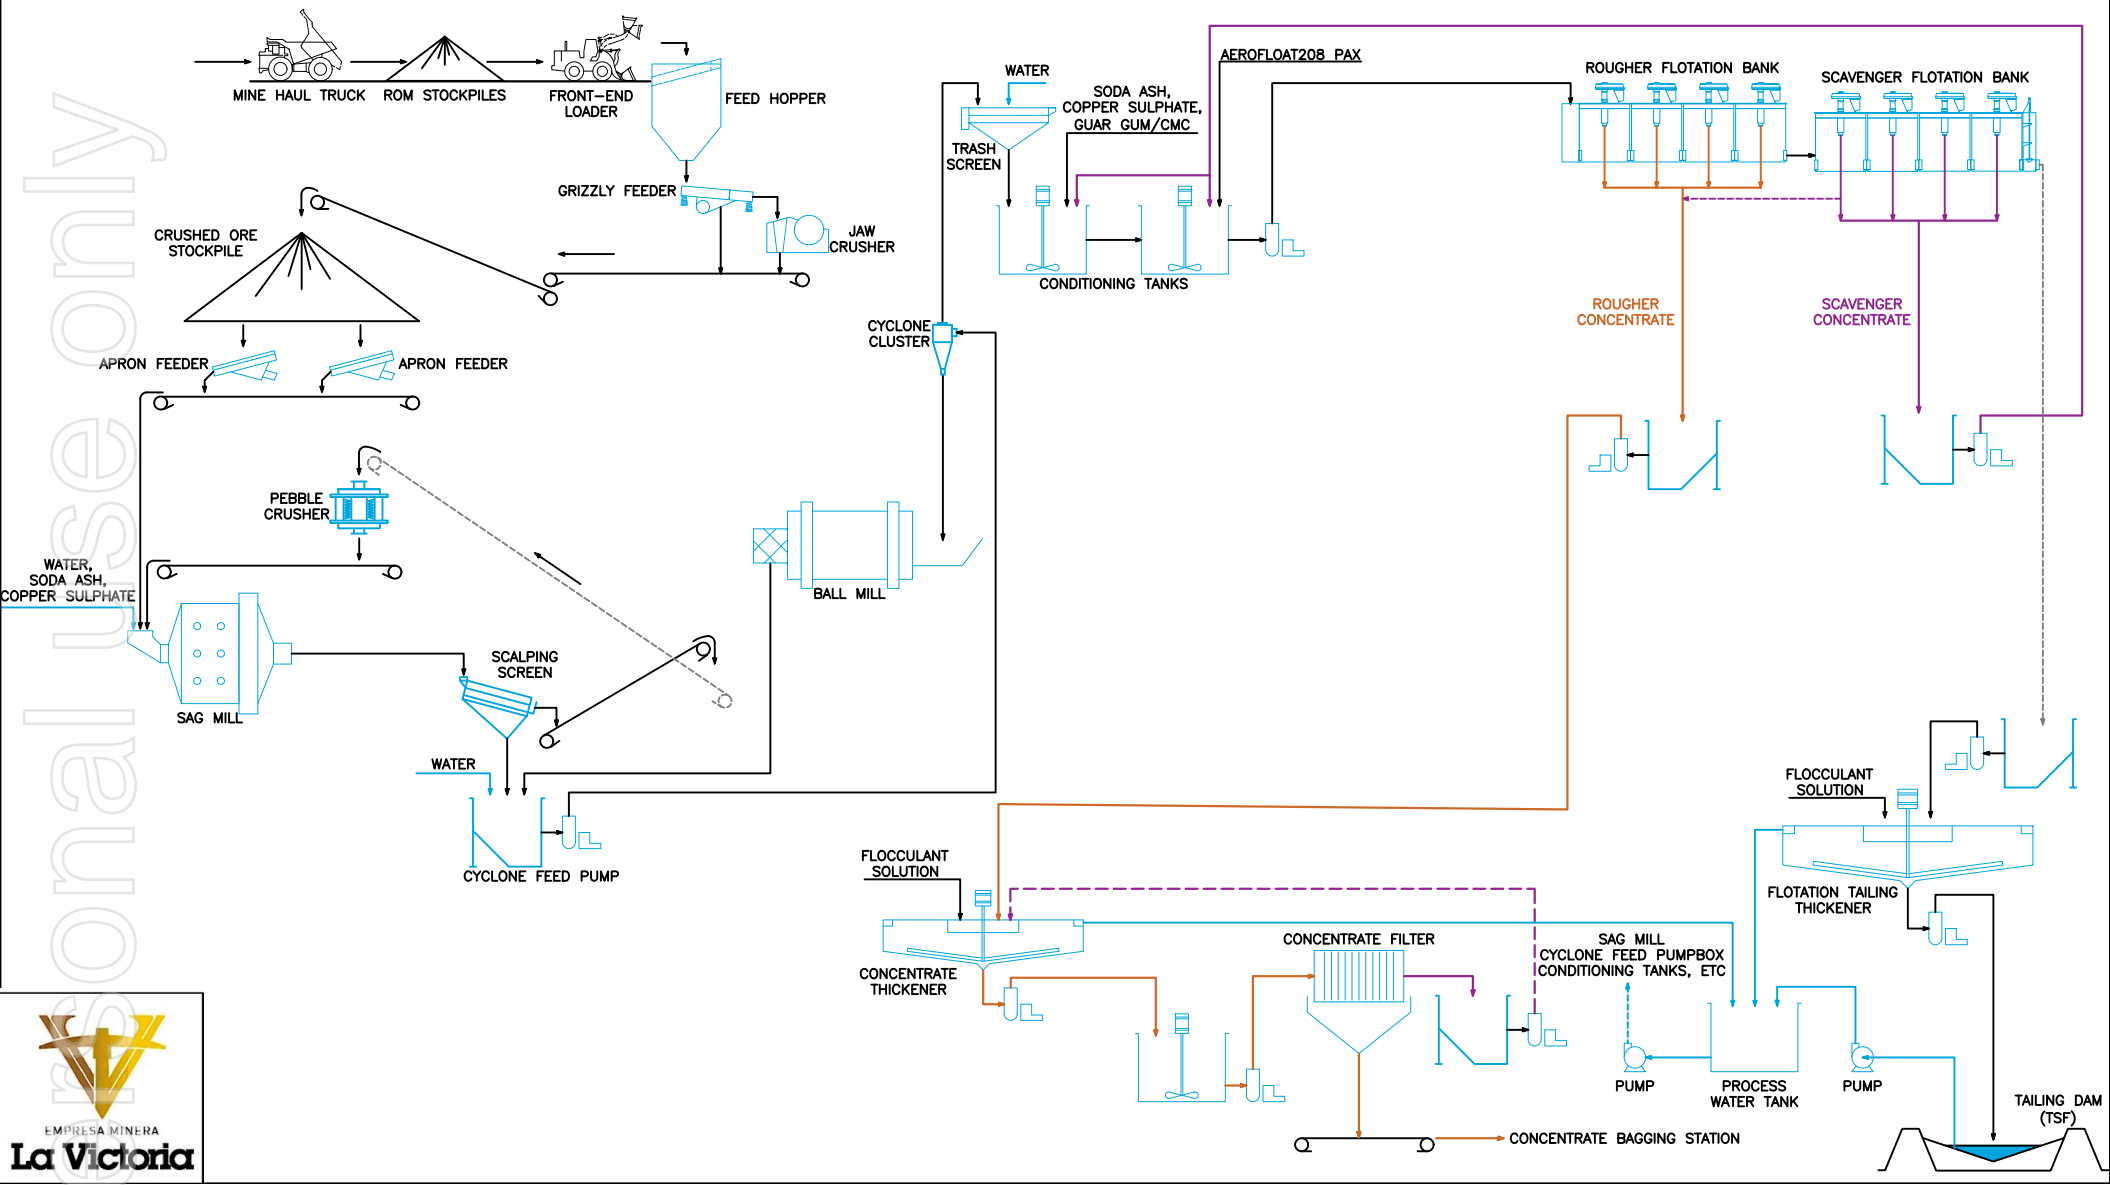 MINE HAUL TRUCK
ROM STOCKPILES
FRONT-END
LOADER
FEED HOPPER
GRIZZLY FEEDER
JAW
CRUSHER
CRUSHED ORE
STOCKPILE
APRON FEEDER
APRON FEEDER
PEBBLE
CRUSHER
WATER,
SODA ASH,
COPPER SULPHATE
SAG MILL
SCALPING
SCREEN
WATER
CYCLONE FEED PUMP
BALL MILL
CYCLONE
CLUSTER
WATER
TRASH
SCREEN
SODA ASH,
COPPER SULPHATE,
GUAR GUM/CMC
AEROFLOAT208 PAX
CONDITIONING TANKS
ROUGHER FLOTATION BANK
SCAVENGER FLOTATION BANK
ROUGHER
CONCENTRATE
SCAVENGER
CONCENTRATE
FLOCCULANT
SOLUTION
FLOTATION TAILING
THICKENER
FLOCCULANT
SOLUTION
CONCENTRATE
THICKENER
CONCENTRATE FILTER
SAG MILL
CYCLONE FEED PUMPBOX
CONDITIONING TANKS, ETC
PUMP
PROCESS
WATER TANK
PUMP
TAILING DAM
(TSF)
CONCENTRATE BAGGING STATION
EMPRESA MINERA
La Victoria
ersonal use only